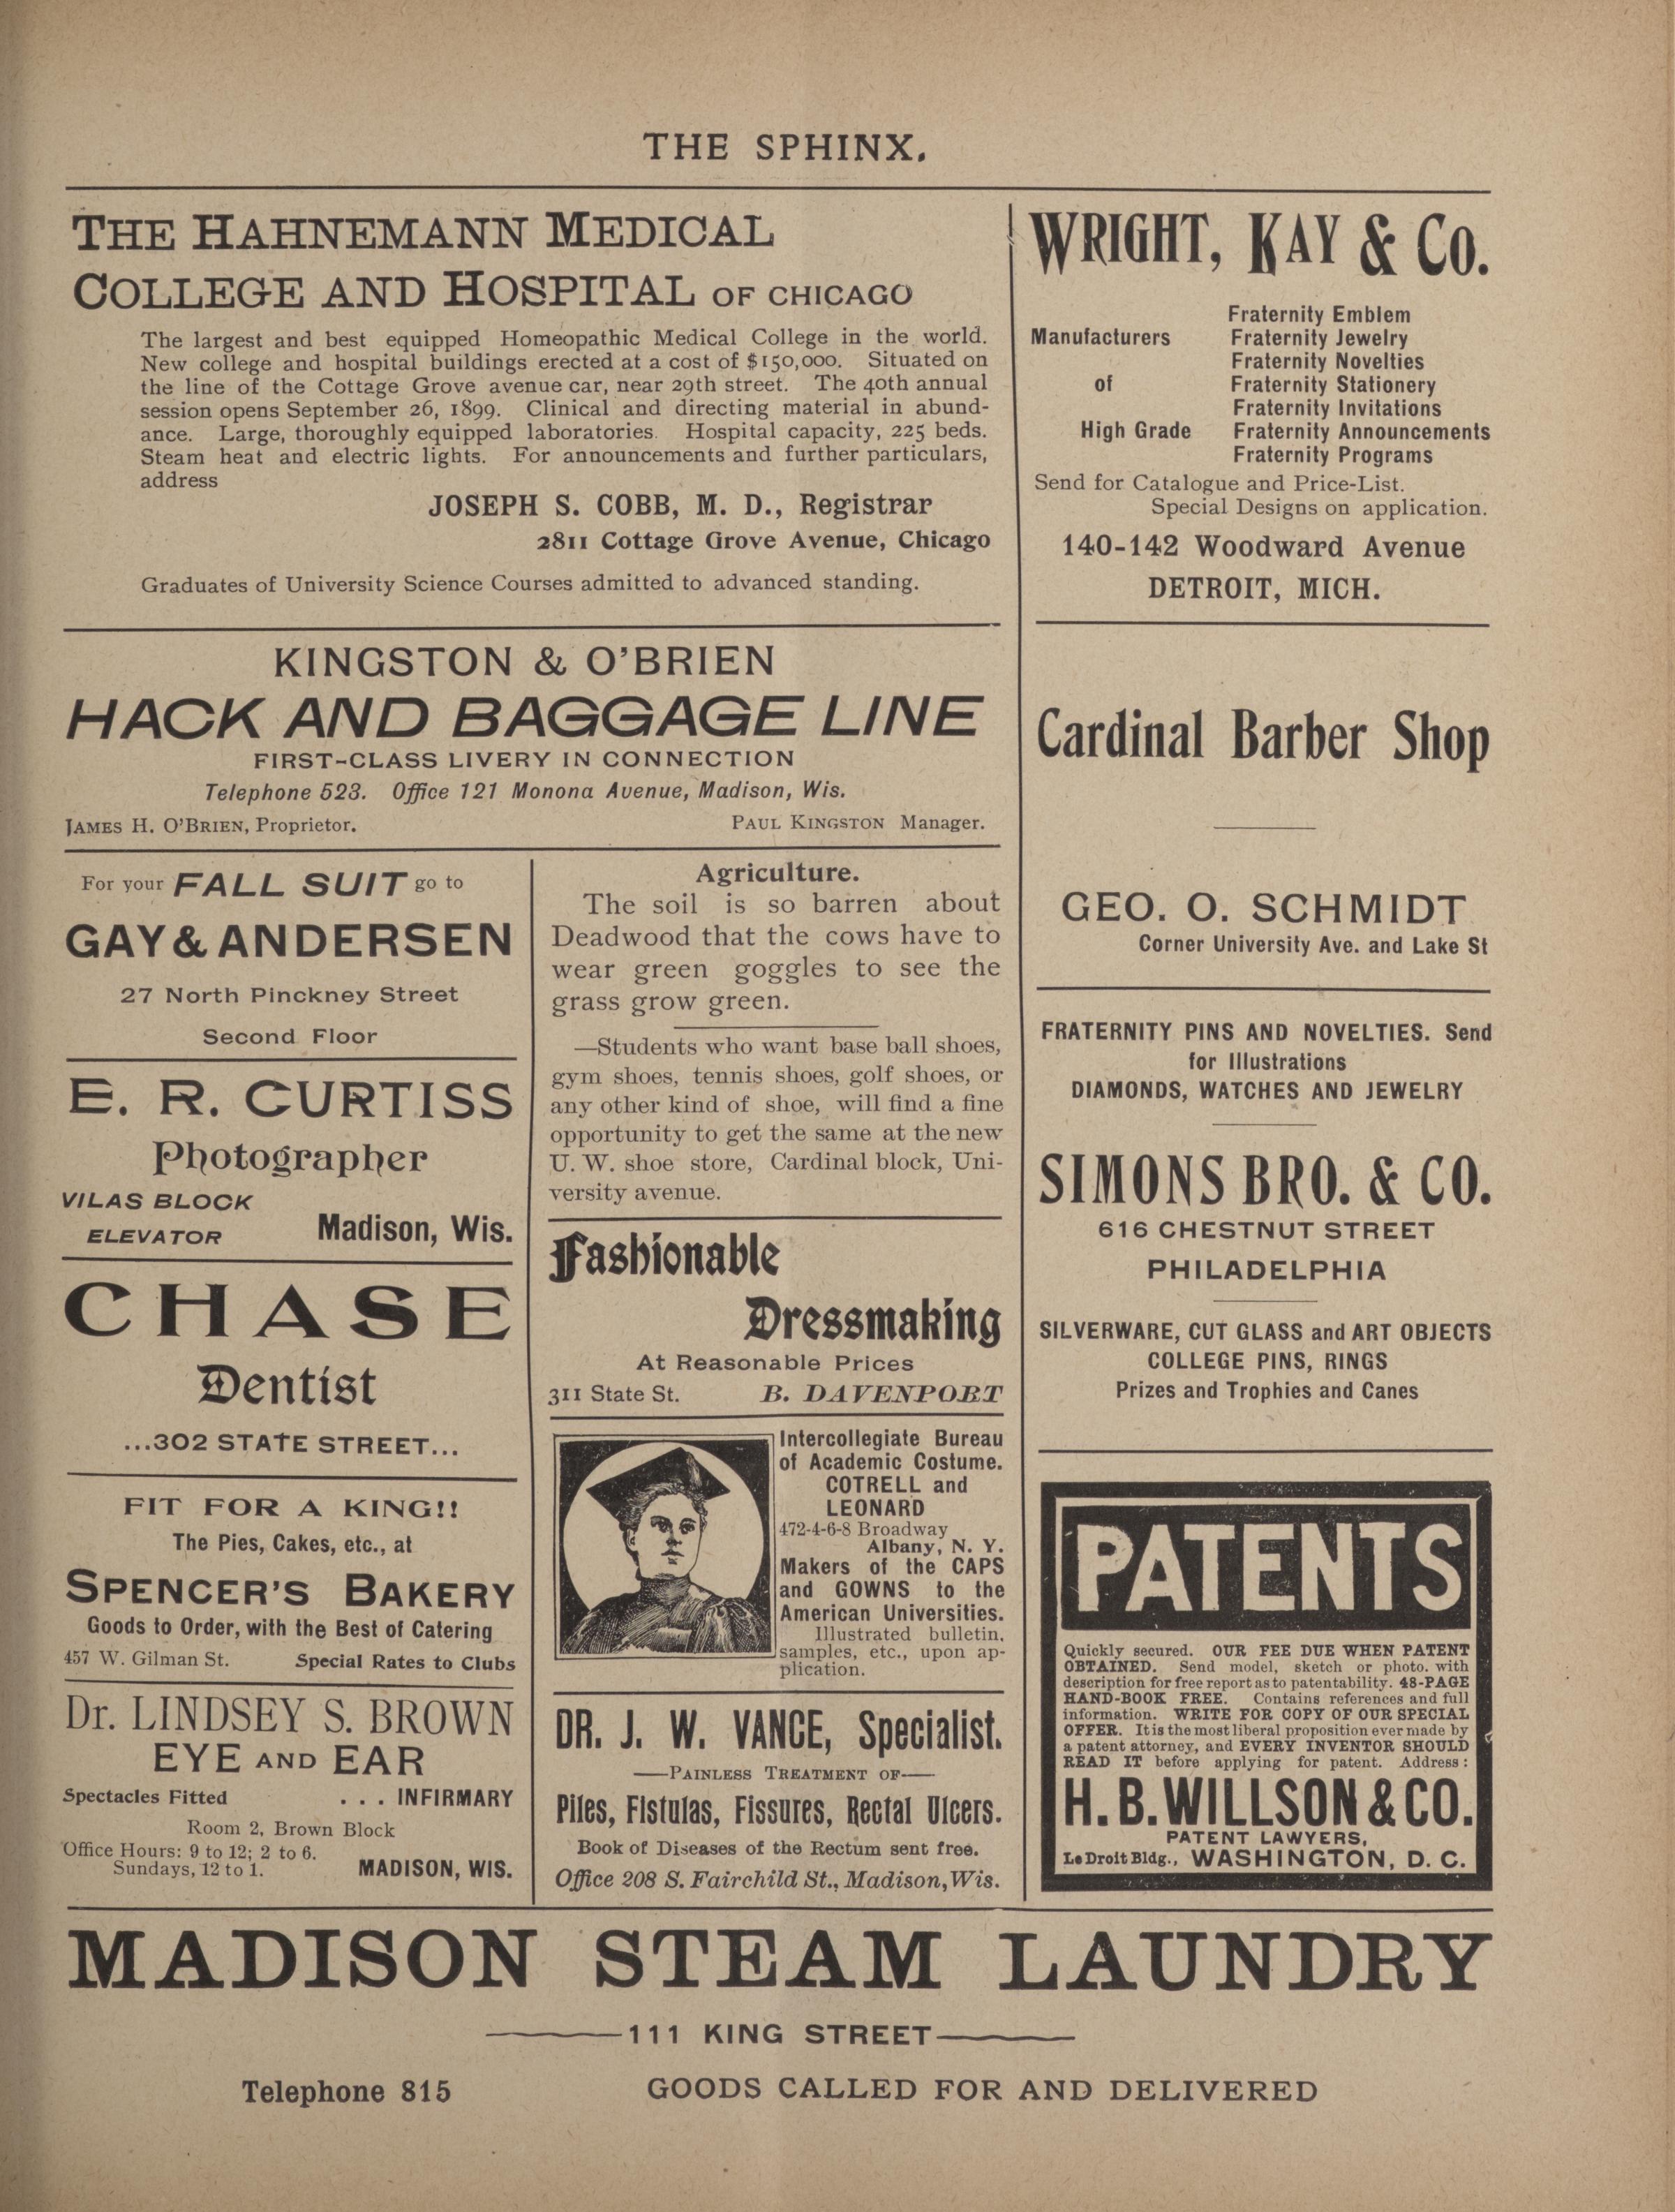 THE SPHINX.
THE HAHNEMANN MEDICAL
COLLEGE AND HOSPITAL OF CHICAGO
The largest and best equipped Homeopathic Medical College in the world.
New college and hospital buildings erected at a cost of $150,000. Situated on
the line of the Cottage Grove avenue car, near 29th street. The 40th annual
session opens September 26, 1899. Clinical and directing material in abund-
ance. Large, thoroughly equipped laboratories. Hospital capacity, 225 beds.
Steam heat and electric lights. For announcements and further particulars,
address
JOSEPH S. COBB, M. D., Registrar
2811 Cottage Grove Avenue, Chicago
Graduates of University Science Courses admitted to advanced standing.
KINGSTON & O'BRIEN
HACK AND BAGGAGE LINE
FIRST-CLASS LIVERY IN CONNECTION
Telephone 523. Office 121 Monona Avenue, Madison, Wis.
JAMES H. O'BRIEN, Proprietor. PAUL KINGSTON Manager.
For your FALL SUIT go to
GAY & ANDERSEN
27 North Pinckney Street
Second Floor
E. R. CURTISS
Photographer
VILAS BLOCK
ELEVATOR Madison, Wis.
CHASE
Dentist
...302 STATE STREET...
FIT FOR A KING!!
The Pies, Cakes, etc., at
SPENCER'S BAKERY
Goods to Order, with the Best of Catering
457 W. Gilman St. Special Rates to Clubs
Dr. LINDSEY S. BROWN
EYE AND EAR
Spectacles Fitted . . . INFIRMARY
Room 2, Brown Block
Office Hours: 9 to 12; 2 to 6.
Sundays, 12 to 1. MADISON, WIS.
Agriculture.
The soil is so barren about
Deadwood that the cows have to
wear green goggles to see the
grass grow green.
—Students who want base ball shoes,
gym shoes, tennis shoes, golf shoes, or
any other kind of shoe, will find a fine
opportunity to get the same at the new
U. W. shoe store, Cardinal block, Uni-
versity avenue.
Fashionable
Dressmaking
At Reasonable Prices
311 State St. B. DAVENPORT
Intercollegiate Bureau
of Academic Costume.
COTRELL and
LEONARD
472-4-6-8 Broadway
Albany, N. Y.
Makers of the CAPS
and GOWNS to the
American Universities.
Illustrated bulletin,
samples, etc., upon ap-
plication.
DR. J. W. VANCE, Specialist.
—PAINLESS TREATMENT OF—
Piles, Fistulas, Fissures, Rectal Ulcers.
Book of Diseases of the Rectum sent free.
Office 208 S. Fairchild St., Madison, Wis.
WRIGHT, KAY & CO.
Fraternity Emblem
Manufacturers Fraternity Jewelry
Fraternity Novelties
of Fraternity Stationery
Fraternity Invitations
High Grade Fraternity Announcements
Fraternity Programs
Send for Catalogue and Price-List.
Special Designs on application.
140-142 Woodward Avenue
DETROIT, MICH.
Cardinal Barber Shop
GEO. O. SCHMIDT
Corner University Ave. and Lake St
FRATERNITY PINS AND NOVELTIES. Send
for Illustrations
DIAMONDS, WATCHES AND JEWELRY
SIMONS BRO. & CO.
616 CHESTNUT STREET
PHILADELPHIA
SILVERWARE, CUT GLASS and ART OBJECTS
COLLEGE PINS, RINGS
Prizes and Trophies and Canes
PATENTS
Quickly secured. OUR FEE DUE WHEN PATENT
OBTAINED. Send model, sketch or photo. with
description for free report as to patentability. 48-PAGE
HAND-BOOK FREE. Contains references and full
information. WRITE FOR COPY OF OUR SPECIAL
OFFER. It is the most liberal proposition ever made by
a patent attorney, and EVERY INVENTOR SHOULD
READ IT before applying for patent. Address:
H. B. WILLSON & CO.
PATENT LAWYERS,
Le Droit Bldg., WASHINGTON, D. C.
MADISON STEAM LAUNDRY
111 KING STREET
Telephone 815 GOODS CALLED FOR AND DELIVERED